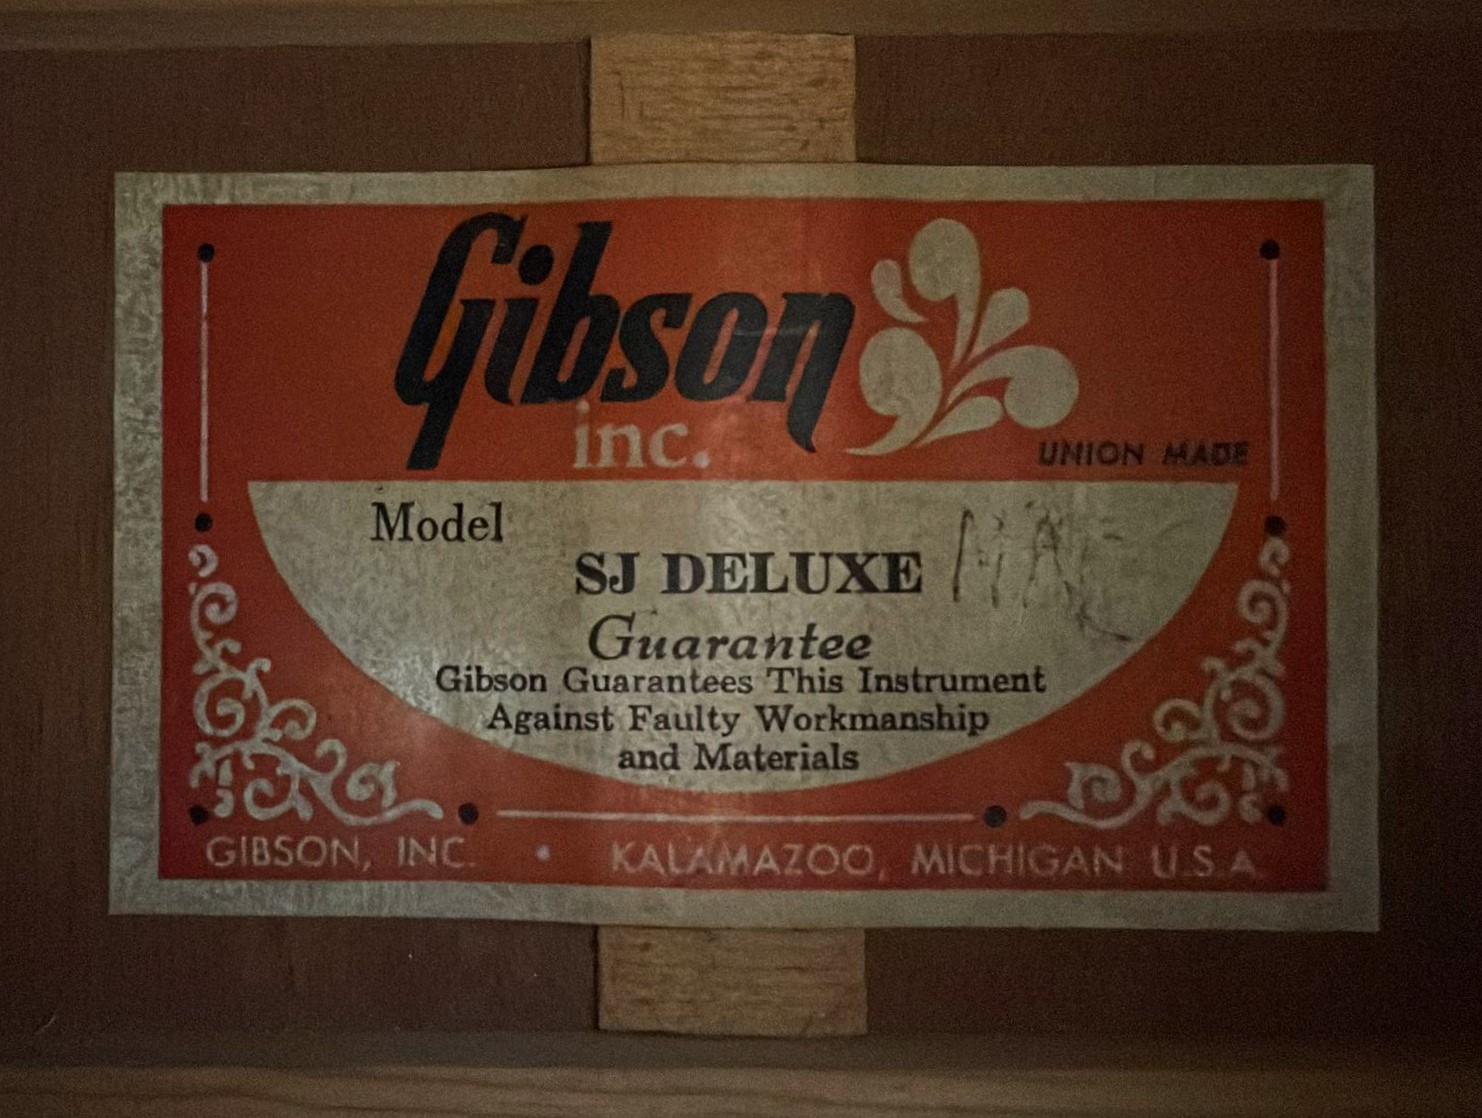 Gibson
inc.
UNION MADE
Model
SJ DELUXE
Guarantee
Gibson Guarantees This Instrument
Against Faulty Workmanship
and Materials
GIBSON, INC. • KALAMAZOO, MICHIGAN U.S.A.